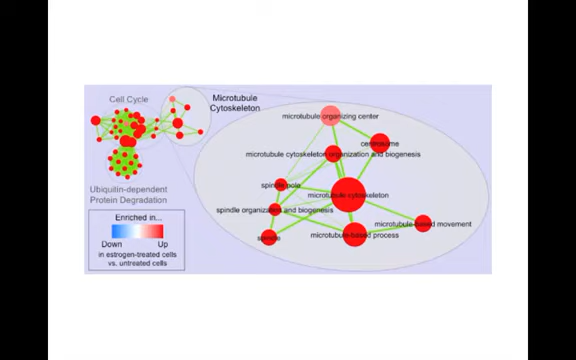 Cell Cycle
Microtubule
Cytoskeleton
microtubule organizing center
centrosome
microtubule cytoskeleton organization and biogenesis
spindle pole
microtubule cytoskeleton
spindle organization and biogenesis
microtubule-based movement
spindle
microtubule-based process
Ubiquitin-dependent
Protein Degradation
Enriched in...
Down Up
in estrogen-treated cells
vs. untreated cells